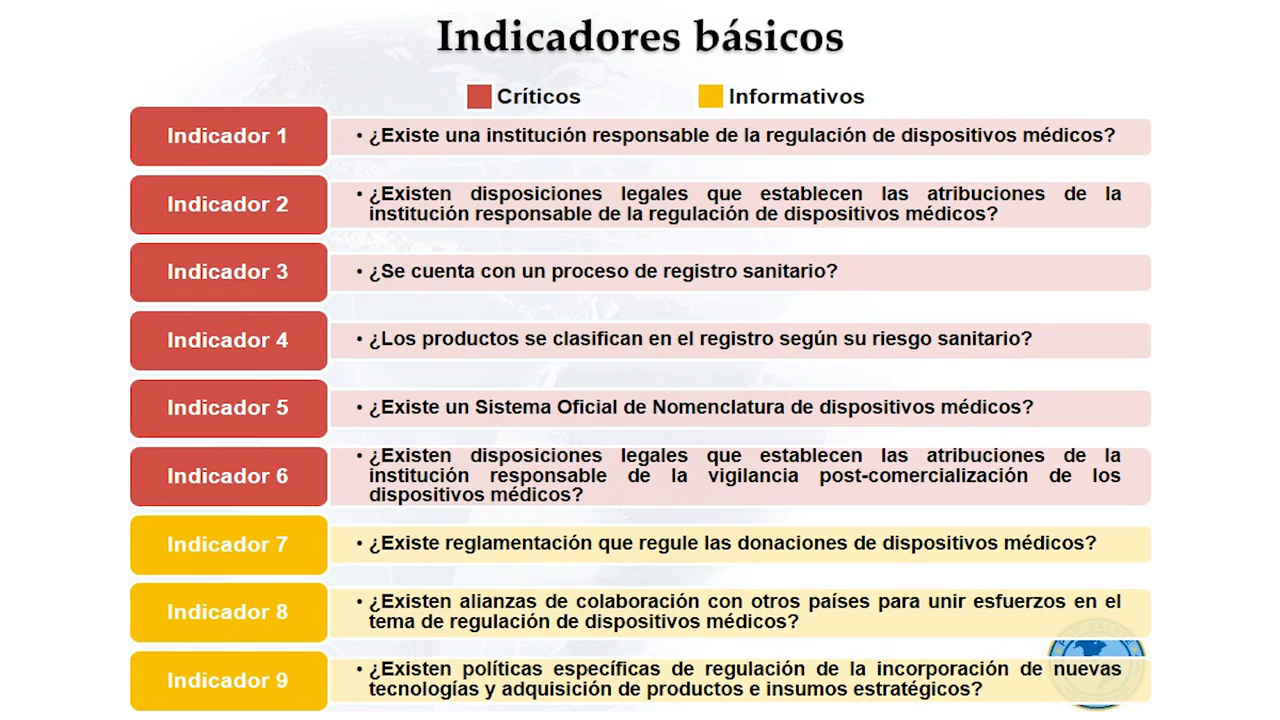 Indicadores básicos
Críticos
Informativos
Indicador 1
• ¿Existe una institución responsable de la regulación de dispositivos médicos?
Indicador 2
• ¿Existen disposiciones legales que establecen las atribuciones de la
institución responsable de la regulación de dispositivos médicos?
Indicador 3
• ¿Se cuenta con un proceso de registro sanitario?
Indicador 4
• ¿Los productos se clasifican en el registro según su riesgo sanitario?
Indicador 5
• ¿Existe un Sistema Oficial de Nomenclatura de dispositivos médicos?
Indicador 6
• ¿Existen disposiciones legales que establecen las atribuciones de la
institución responsable de la vigilancia post-comercialización de los
dispositivos médicos?
Indicador 7
• ¿Existe reglamentación que regule las donaciones de dispositivos médicos?
Indicador 8
• ¿Existen alianzas de colaboración con otros países para unir esfuerzos en el
tema de regulación de dispositivos médicos?
Indicador 9
• ¿Existen políticas específicas de regulación de la incorporación de nuevas
tecnologías y adquisición de productos e insumos estratégicos?